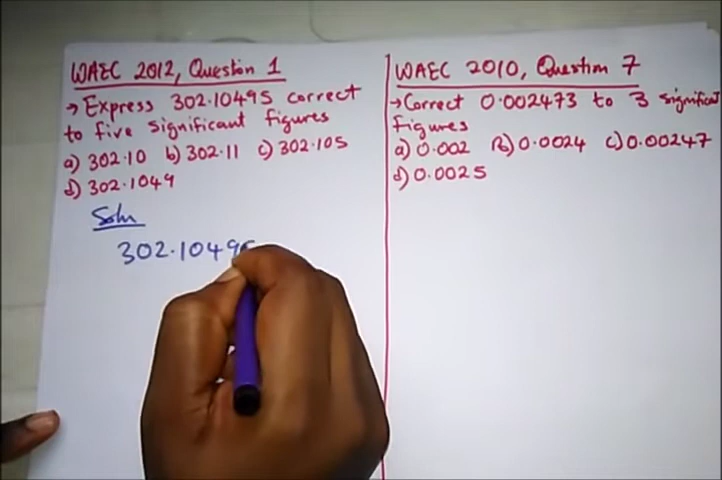 WAEC 2012, Question 1
→ Express 302.10495 correct
to five significant figures
a) 302.10 b) 302.11 c) 302.105
d) 302.1049
Soln
302.10495
WAEC 2010, Question 7
→ Correct 0.002473 to 3 significant
figures
a) 0.002 B) 0.0024 c) 0.00247
d) 0.0025